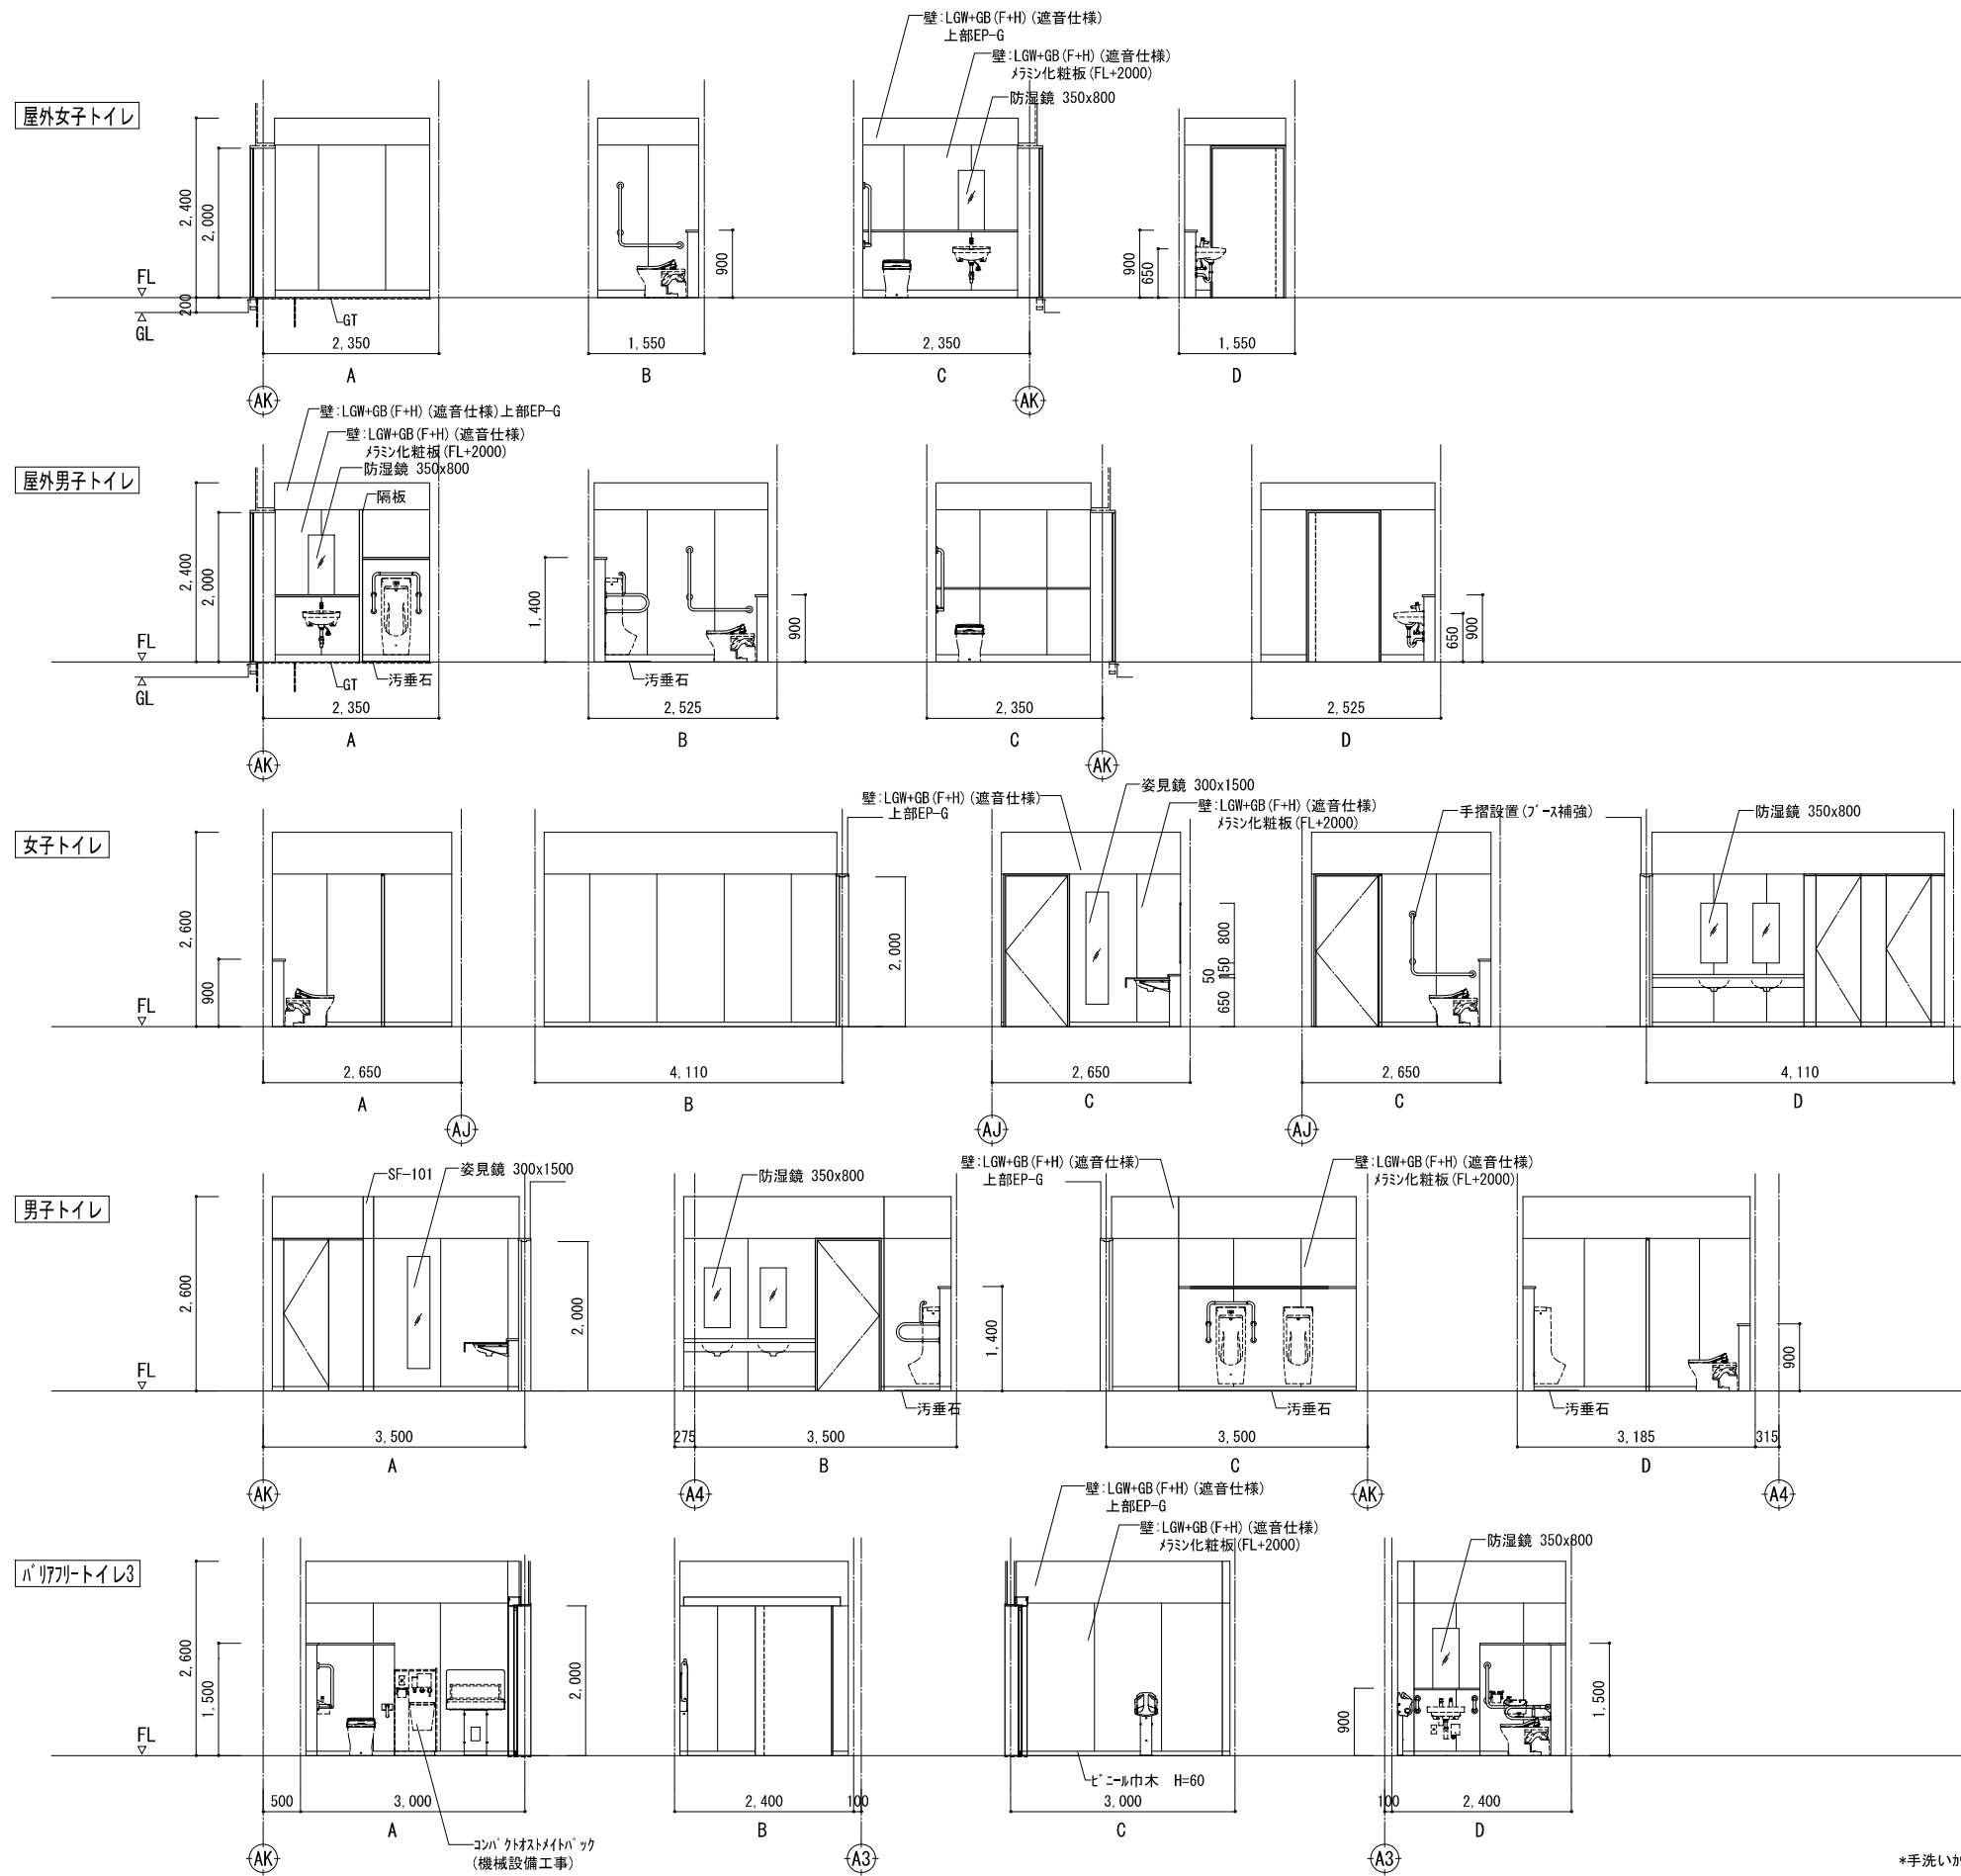 屋外女子トイレ
壁:LGW+GB(F+H)(遮音仕様)
上部EP-G
壁:LGW+GB(F+H)(遮音仕様)
メラミン化粧板(FL+2000)
防湿鏡 350x800
2,400
2,000
200
FL
GL
GT
900
900
650
2,350
1,550
2,350
1,550
A
B
C
D
AK
AK
屋外男子トイレ
壁:LGW+GB(F+H)(遮音仕様)上部EP-G
壁:LGW+GB(F+H)(遮音仕様)
メラミン化粧板(FL+2000)
防湿鏡 350x800
隔板
2,400
2,000
FL
GL
GT
汚垂石
1,400
汚垂石
900
650
900
2,350
2,525
2,350
2,525
A
B
C
D
AK
AK
女子トイレ
壁:LGW+GB(F+H)(遮音仕様)
上部EP-G
姿見鏡 300x1500
壁:LGW+GB(F+H)(遮音仕様)
メラミン化粧板(FL+2000)
手摺設置(ブース補強)
防湿鏡 350x800
2,600
900
FL
2,000
800
150
50
650
2,650
4,110
2,650
2,650
4,110
A
B
C
C
D
AJ
AJ
AJ
男子トイレ
SF-101
姿見鏡 300x1500
防湿鏡 350x800
壁:LGW+GB(F+H)(遮音仕様)
上部EP-G
壁:LGW+GB(F+H)(遮音仕様)
メラミン化粧板(FL+2000)
2,600
FL
2,000
1,400
900
汚垂石
汚垂石
汚垂石
3,500
275
3,500
3,500
3,185
315
A
B
C
D
AK
A4
AK
A4
バリアフリートイレ3
壁:LGW+GB(F+H)(遮音仕様)
上部EP-G
壁:LGW+GB(F+H)(遮音仕様)
メラミン化粧板(FL+2000)
防湿鏡 350x800
2,600
1,500
FL
2,000
900
1,500
ビニール巾木 H=60
500
3,000
2,400
100
3,000
100
2,400
A
B
C
D
コンパクトオストメイトパック
(機械設備工事)
AK
A3
A3
*手洗いか